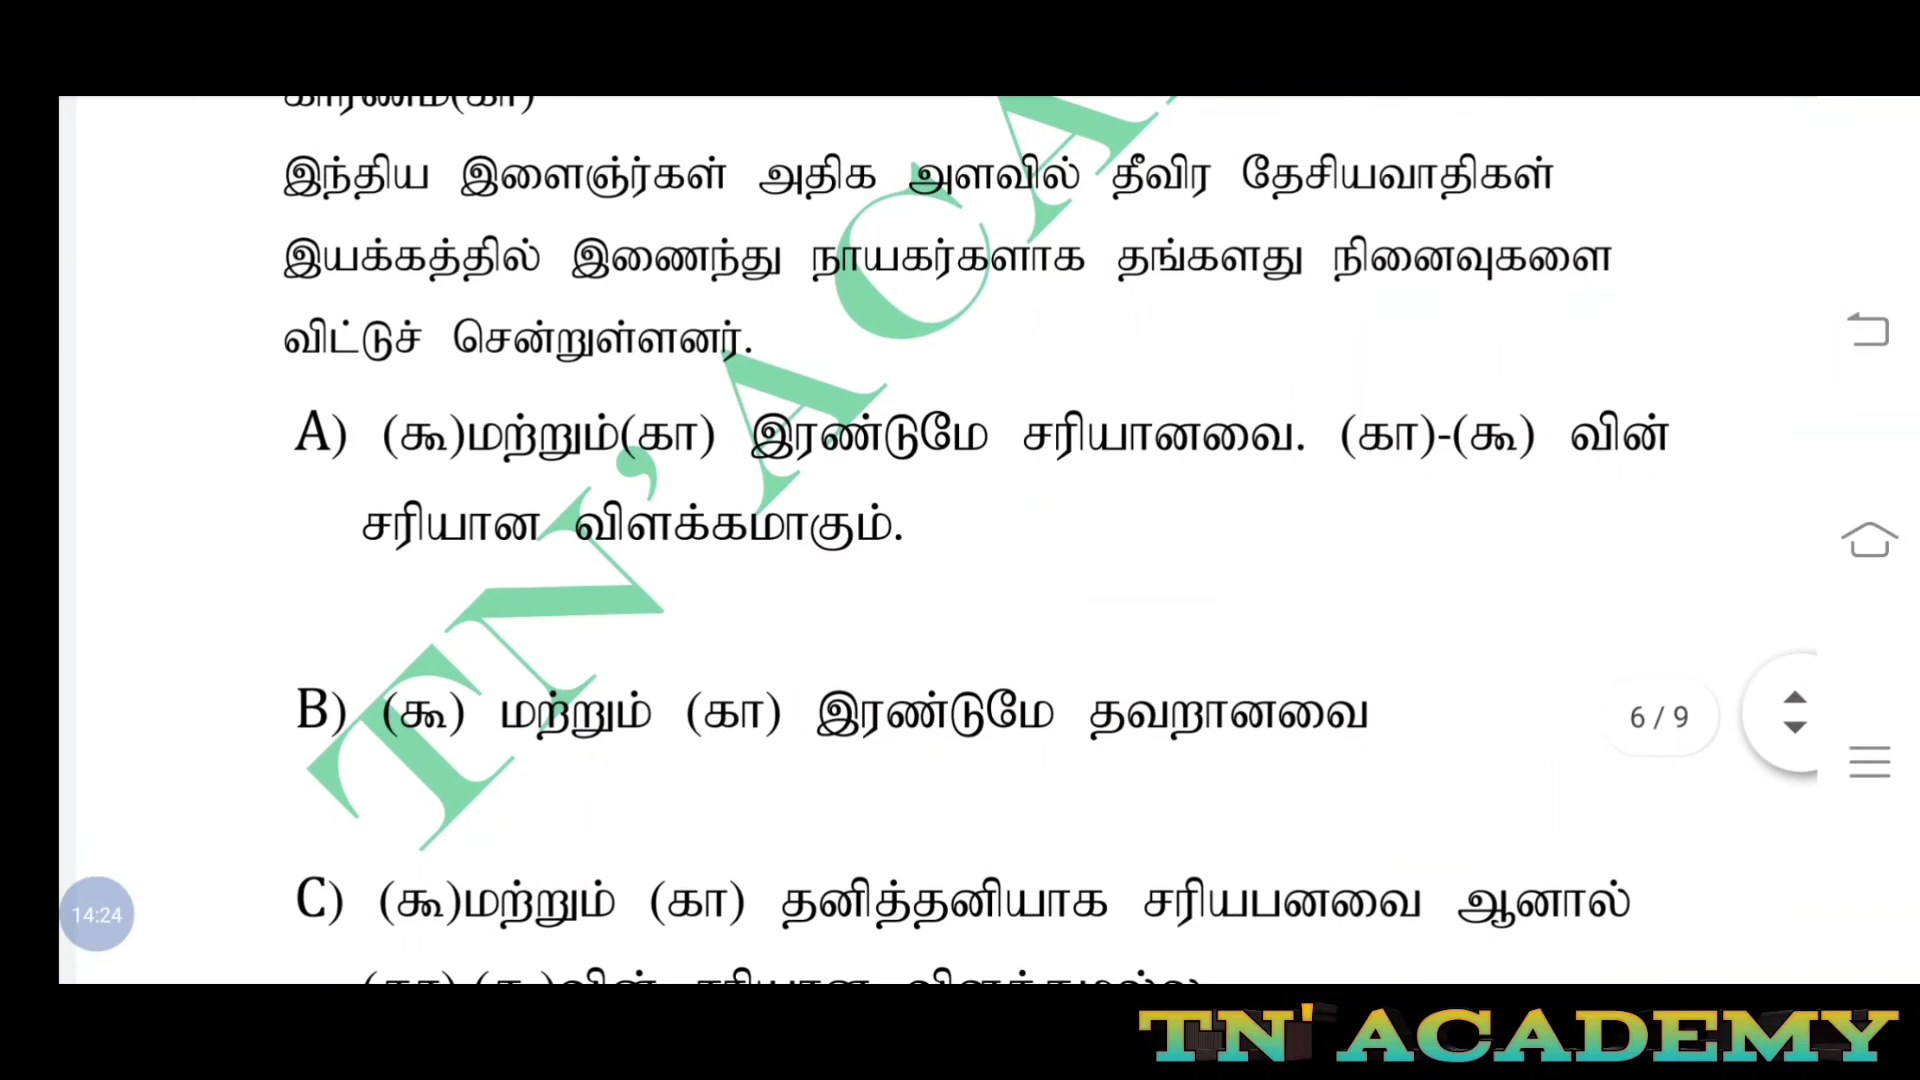 காரணம்(கா)
இந்திய இளைஞ்ர்கள் அதிக அளவில் தீவிர தேசியவாதிகள்
இயக்கத்தில் இணைந்து நாயகர்களாக தங்களது நினைவுகளை
விட்டுச் சென்றுள்ளனர்.
A) (கூ)மற்றும்(கா) இரண்டுமே சரியானவை. (கா)-(கூ) வின்
சரியான விளக்கமாகும்.
B) (கூ) மற்றும் (கா) இரண்டுமே தவறானவை
6 / 9
C) (கூ)மற்றும் (கா) தனித்தனியாக சரியபனவை ஆனால்
14:24
TN' ACADEMY